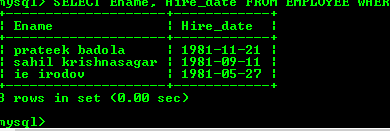 mysql> SELECT Ename, Hire_date FROM EMPLOYEE WHER
+--------------------+------------+
| Ename | Hire_date |
+--------------------+------------+
| prateek badola | 1981-11-21 |
| sahil krishnasagar | 1981-09-11 |
| ie irodov | 1981-05-27 |
+--------------------+------------+
3 rows in set (0.00 sec)
mysql>